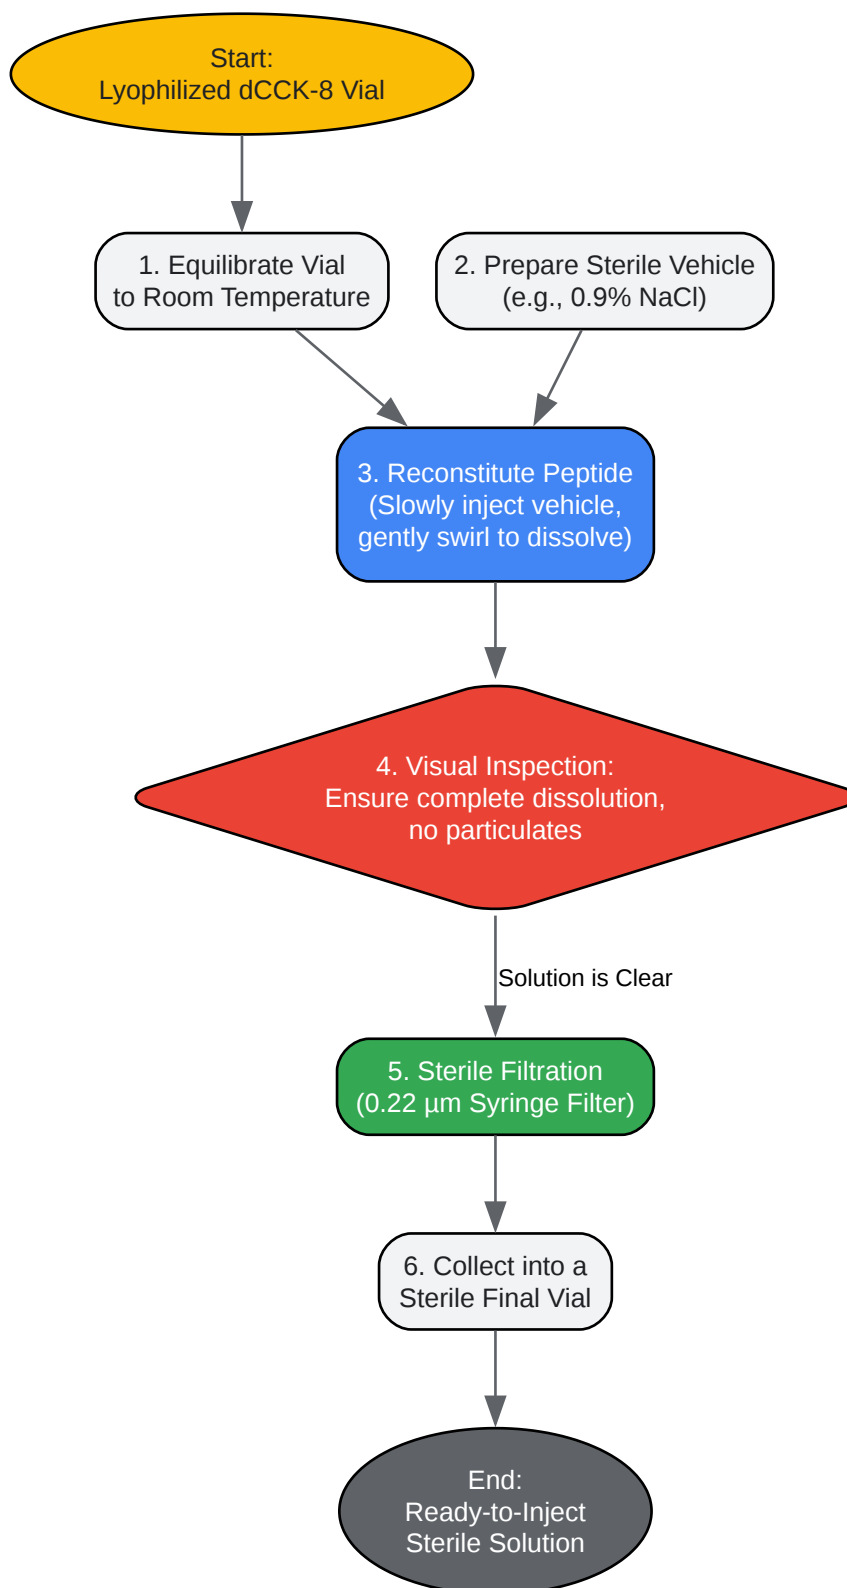 Start:
Lyophilized dCCK-8 Vial
1. Equilibrate Vial
to Room Temperature
2. Prepare Sterile Vehicle
(e.g., 0.9% NaCl)
3. Reconstitute Peptide
(Slowly inject vehicle,
gently swirl to dissolve)
4. Visual Inspection:
Ensure complete dissolution,
no particulates
Solution is Clear
5. Sterile Filtration
(0.22 µm Syringe Filter)
6. Collect into a
Sterile Final Vial
End:
Ready-to-Inject
Sterile Solution